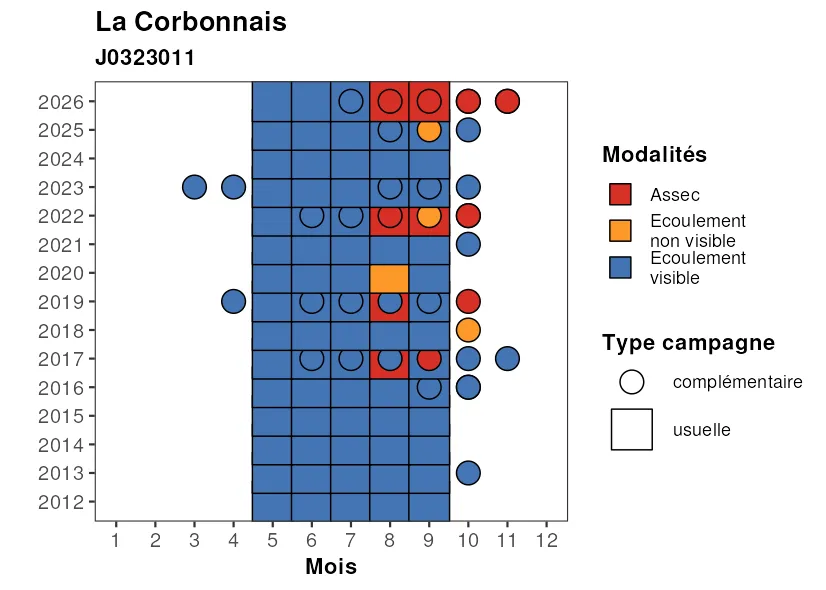 La Corbonnais
J0323011
2026
2025
2024
2023
2022
2021
2020
2019
2018
2017
2016
2015
2014
2013
2012
1 2 3 4 5 6 7 8 9 10 11 12
Mois
Modalités
Assec
Ecoulement
non visible
Ecoulement
visible
Type campagne
complémentaire
usuelle